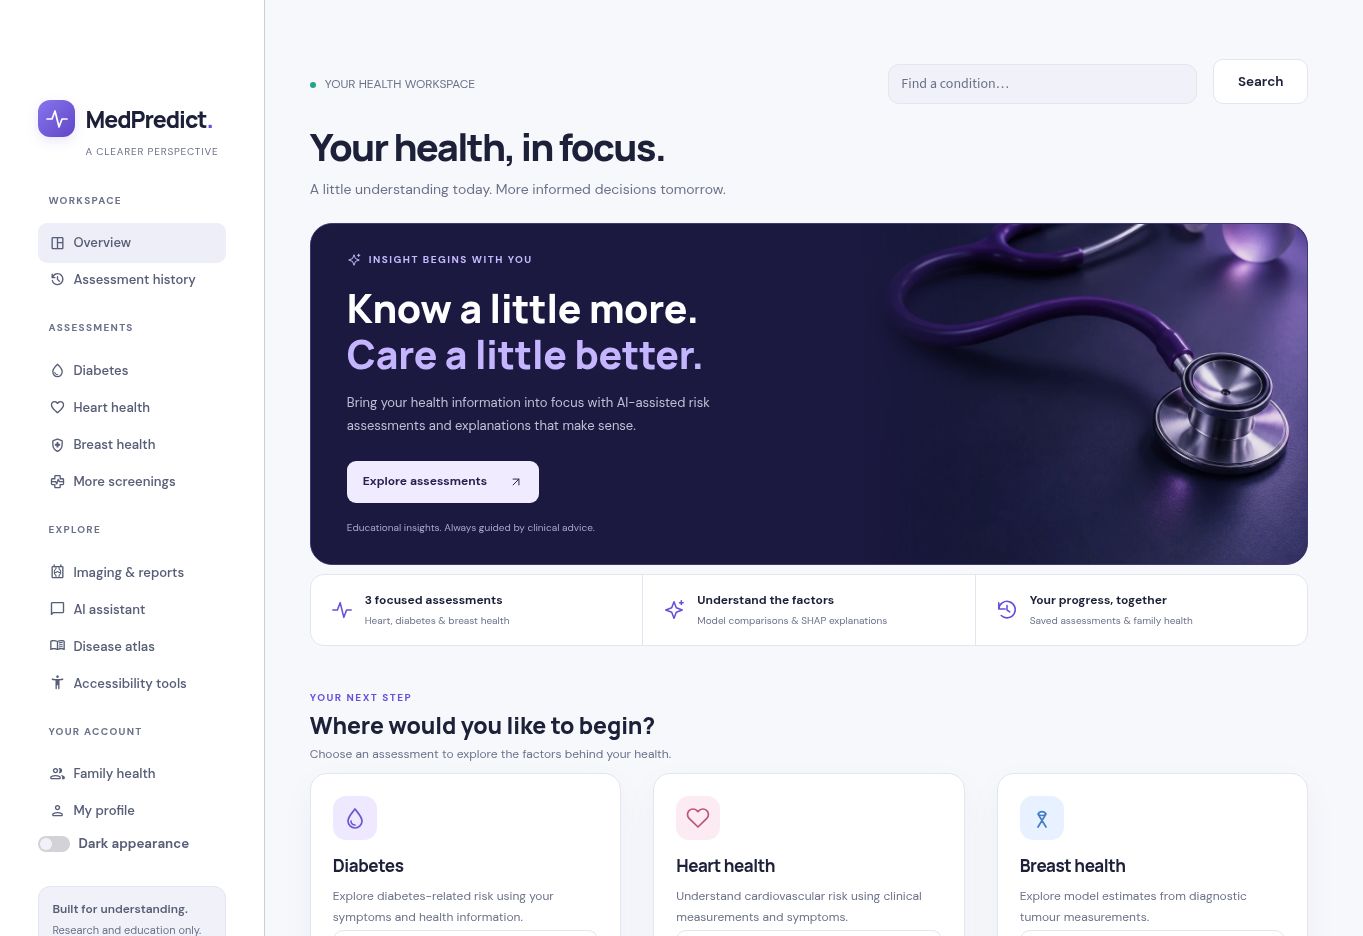 MedPredict.
A CLEARER PERSPECTIVE
WORKSPACE
Overview
Assessment history
ASSESSMENTS
Diabetes
Heart health
Breast health
More screenings
EXPLORE
Imaging & reports
AI assistant
Disease atlas
Accessibility tools
YOUR ACCOUNT
Family health
My profile
Dark appearance
Built for understanding.
Research and education only.
YOUR HEALTH WORKSPACE
Find a condition...
Search
Your health, in focus.
A little understanding today. More informed decisions tomorrow.
INSIGHT BEGINS WITH YOU
Know a little more.
Care a little better.
Bring your health information into focus with AI-assisted risk
assessments and explanations that make sense.
Explore assessments
Educational insights. Always guided by clinical advice.
3 focused assessments
Heart, diabetes & breast health
Understand the factors
Model comparisons & SHAP explanations
Your progress, together
Saved assessments & family health
YOUR NEXT STEP
Where would you like to begin?
Choose an assessment to explore the factors behind your health.
Diabetes
Explore diabetes-related risk using your
symptoms and health information.
Heart health
Understand cardiovascular risk using clinical
measurements and symptoms.
Breast health
Explore model estimates from diagnostic
tumour measurements.